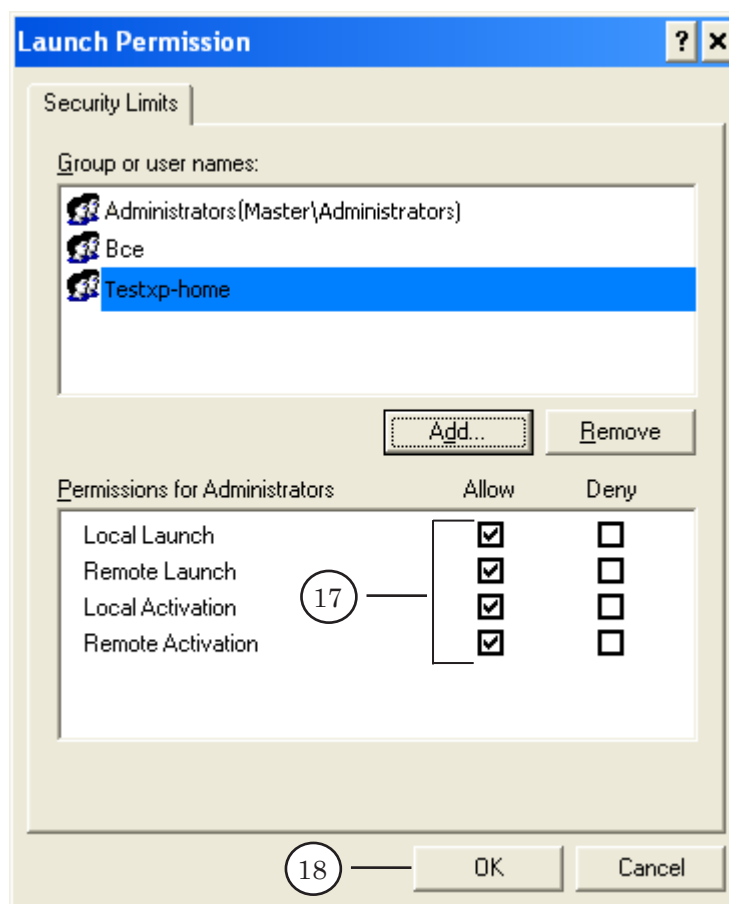 Launch Permission
Security Limits
Group or user names:
Administrators(Master\Administrators)
Все
Testxp-home
Add... Remove
Permissions for Administrators Allow Deny
Local Launch
Remote Launch
17
Local Activation
Remote Activation
18 OK Cancel